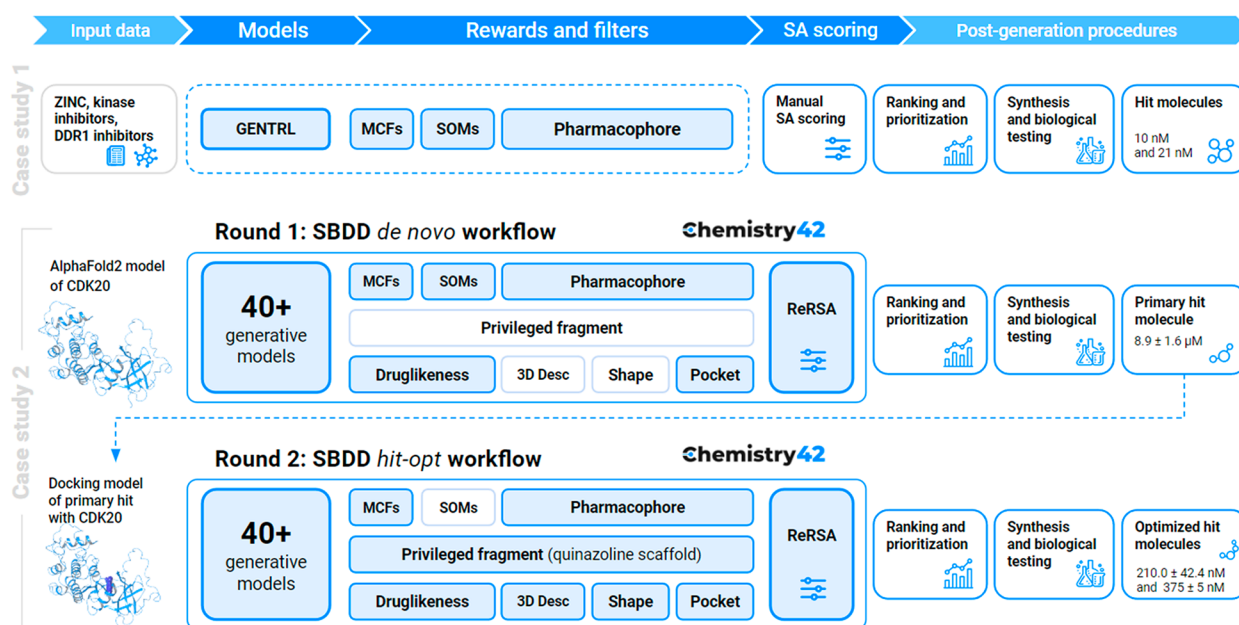 Input data
Models
Rewards and filters
SA scoring
Post-generation procedures
Case study 1
ZINC, kinase
inhibitors,
DDR1 inhibitors
GENTRL
MCFs
SOMs
Pharmacophore
Manual
SA scoring
Ranking and
prioritization
Synthesis
and biological
testing
Hit molecules
10 nM
and 21 nM
Case study 2
Round 1: SBDD de novo workflow
Chemistry42
AlphaFold2 model
of CDK20
40+
generative
models
MCFs
SOMs
Pharmacophore
Privileged fragment
Druglikeness
3D Desc
Shape
Pocket
ReRSA
Ranking and
prioritization
Synthesis
and biological
testing
Primary hit
molecule
8.9 ± 1.6 µM
Round 2: SBDD hit-opt workflow
Chemistry42
Docking model
of primary hit
with CDK20
40+
generative
models
MCFs
SOMs
Pharmacophore
Privileged fragment (quinazoline scaffold)
Druglikeness
3D Desc
Shape
Pocket
ReRSA
Ranking and
prioritization
Synthesis
and biological
testing
Optimized hit
molecules
210.0 ± 42.4 nM
and 375 ± 5 nM